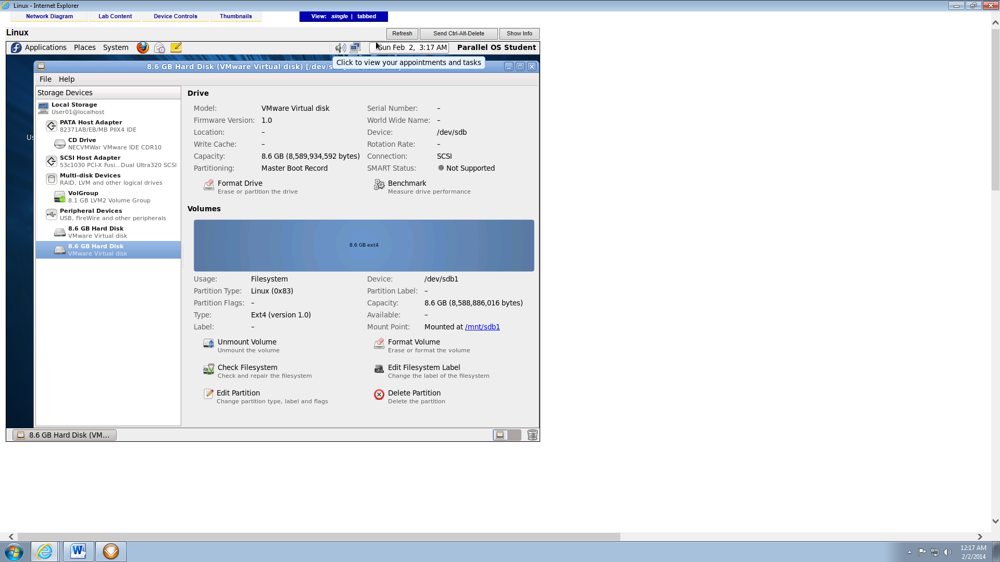 Linux - Internet Explorer
Network Diagram
Lab Content
Device Controls
Thumbnails
View: single | tabbed
Linux
Refresh
Send Ctrl-Alt-Delete
Show Info
Applications Places System
Sun Feb 2, 3:17 AM
Parallel OS Student
Click to view your appointments and tasks
8.6 GB Hard Disk (VMware Virtual disk) [/dev/s
File Help
Storage Devices
Local Storage
User01@localhost
PATA Host Adapter
82371AB/EB/MB PIIX4 IDE
CD Drive
NECVMWar VMware IDE CDR10
SCSI Host Adapter
53c1030 PCI-X Fusi...Dual Ultra320 SCSI
Multi-disk Devices
RAID, LVM and other logical drives
VolGroup
8.1 GB LVM2 Volume Group
Peripheral Devices
USB, FireWire and other peripherals
8.6 GB Hard Disk
VMware Virtual disk
8.6 GB Hard Disk
VMware Virtual disk
Drive
Model: VMware Virtual disk
Serial Number: –
Firmware Version: 1.0
World Wide Name: –
Location: –
Device: /dev/sdb
Write Cache: –
Rotation Rate: –
Capacity: 8.6 GB (8,589,934,592 bytes)
Connection: SCSI
Partitioning: Master Boot Record
SMART Status: Not Supported
Format Drive
Erase or partition the drive
Benchmark
Measure drive performance
Volumes
8.6 GB ext4
Usage: Filesystem
Device: /dev/sdb1
Partition Type: Linux (0x83)
Partition Label: –
Partition Flags: –
Capacity: 8.6 GB (8,588,886,016 bytes)
Type: Ext4 (version 1.0)
Available: –
Label: –
Mount Point: Mounted at /mnt/sdb1
Unmount Volume
Unmount the volume
Format Volume
Erase or format the volume
Check Filesystem
Check and repair the filesystem
Edit Filesystem Label
Change the label of the filesystem
Edit Partition
Change partition type, label and flags
Delete Partition
Delete the partition
8.6 GB Hard Disk (VM...
12:17 AM
2/2/2014